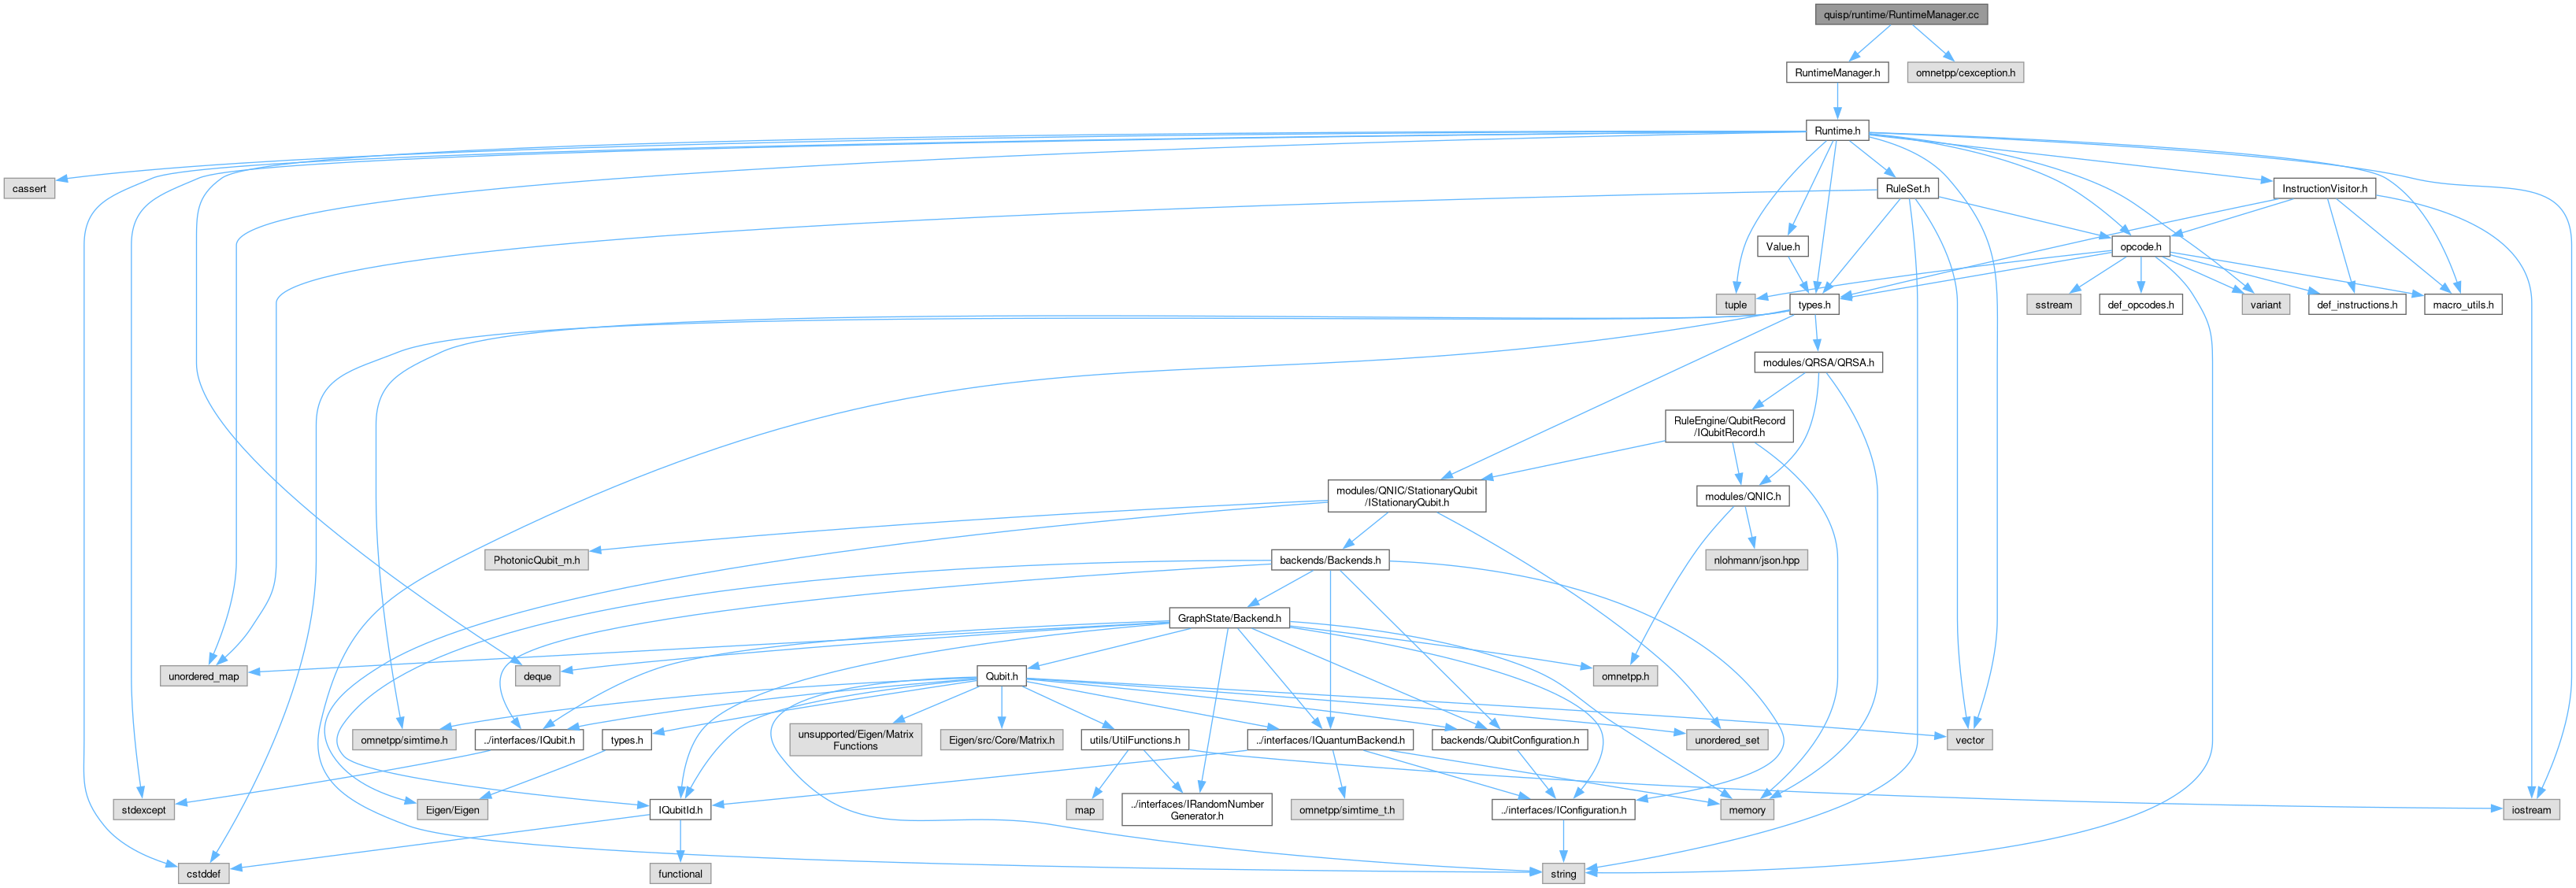 quisp/runtime/RuntimeManager.cc
RuntimeManager.h
omnetpp/cexception.h
Runtime.h
cassert
RuleSet.h
InstructionVisitor.h
Value.h
opcode.h
tuple
types.h
sstream
def_opcodes.h
variant
def_instructions.h
macro_utils.h
modules/QRSA/QRSA.h
RuleEngine/QubitRecord
/IQubitRecord.h
modules/QNIC/StationaryQubit
/IStationaryQubit.h
modules/QNIC.h
PhotonicQubit_m.h
backends/Backends.h
nlohmann/json.hpp
GraphState/Backend.h
unordered_map
deque
Qubit.h
omnetpp.h
omnetpp/simtime.h
../interfaces/IQubit.h
types.h
unsupported/Eigen/Matrix
Functions
Eigen/src/Core/Matrix.h
utils/UtilFunctions.h
../interfaces/IQuantumBackend.h
backends/QubitConfiguration.h
unordered_set
vector
stdexcept
Eigen/Eigen
IQubitId.h
map
../interfaces/IRandomNumber
Generator.h
omnetpp/simtime_t.h
../interfaces/IConfiguration.h
memory
iostream
cstddef
functional
string